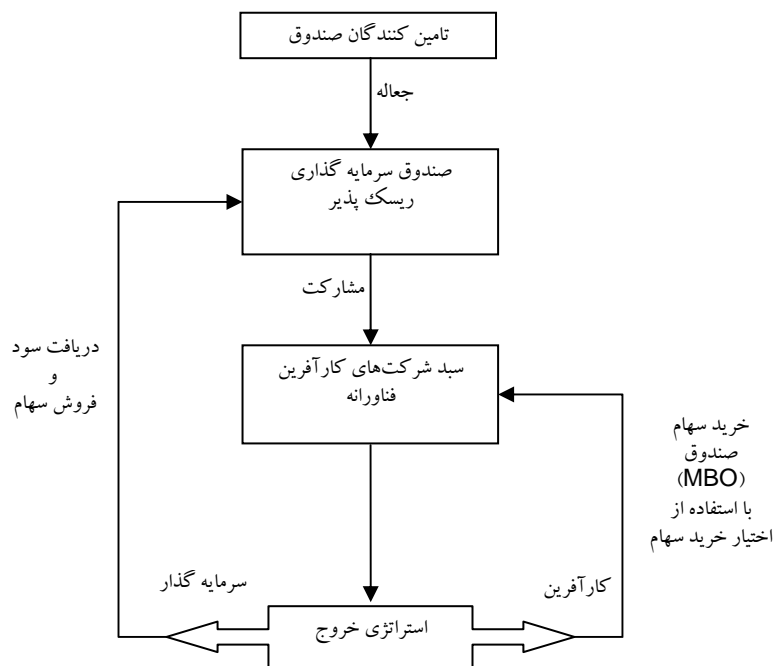 تامین کنندگان صندوق
جعاله
صندوق سرمایه گذاری
ریسک پذیر
مشارکت
سبد شرکت‌های کارآفرین
فناورانه
دریافت سود
و
فروش سهام
خرید سهام
صندوق
(MBO)
با استفاده از
اختیار خرید سهام
سرمایه گذار
کارآفرین
استراتژی خروج